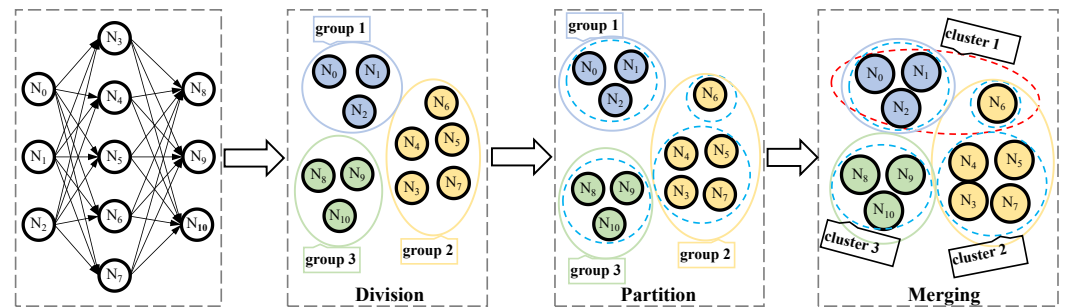 N3
N0
N4
N8
N1
N5
N9
N2
N6
N10
N7
group 1
N0
N1
N2
N6
N4
N5
N3
N7
N8
N9
N10
group 2
group 3
Division
group 1
N0
N1
N2
N6
N4
N5
N3
N7
N8
N9
N10
group 2
group 3
Partition
cluster 1
N0
N1
N2
N6
N4
N5
N3
N7
N8
N9
N10
cluster 3
cluster 2
Merging